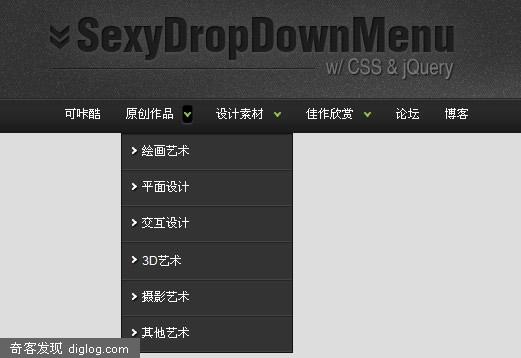 SexyDropDownMenu
w/ CSS & jQuery
可咔酷 原创作品 设计素材 佳作欣赏 论坛 博客
绘画艺术
平面设计
交互设计
3D艺术
摄影艺术
其他艺术
奇客发现 diglog.com